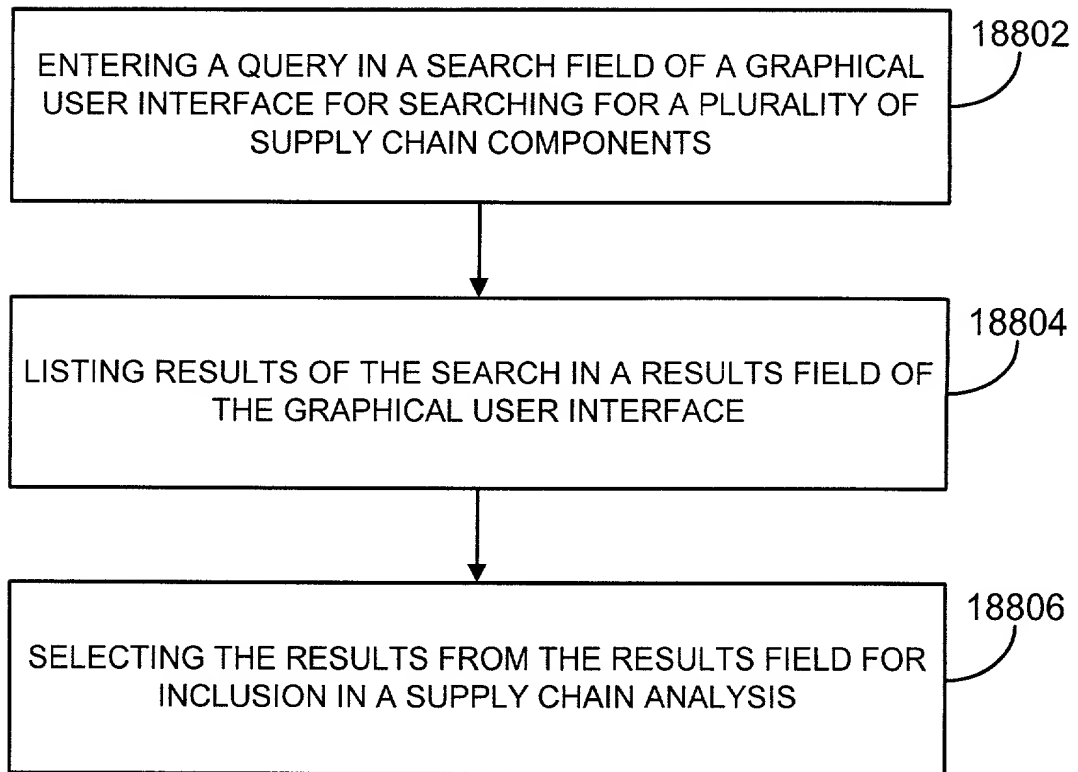 18802
ENTERING A QUERY IN A SEARCH FIELD OF A GRAPHICAL
USER INTERFACE FOR SEARCHING FOR A PLURALITY OF
SUPPLY CHAIN COMPONENTS
18804
LISTING RESULTS OF THE SEARCH IN A RESULTS FIELD OF
THE GRAPHICAL USER INTERFACE
18806
SELECTING THE RESULTS FROM THE RESULTS FIELD FOR
INCLUSION IN A SUPPLY CHAIN ANALYSIS